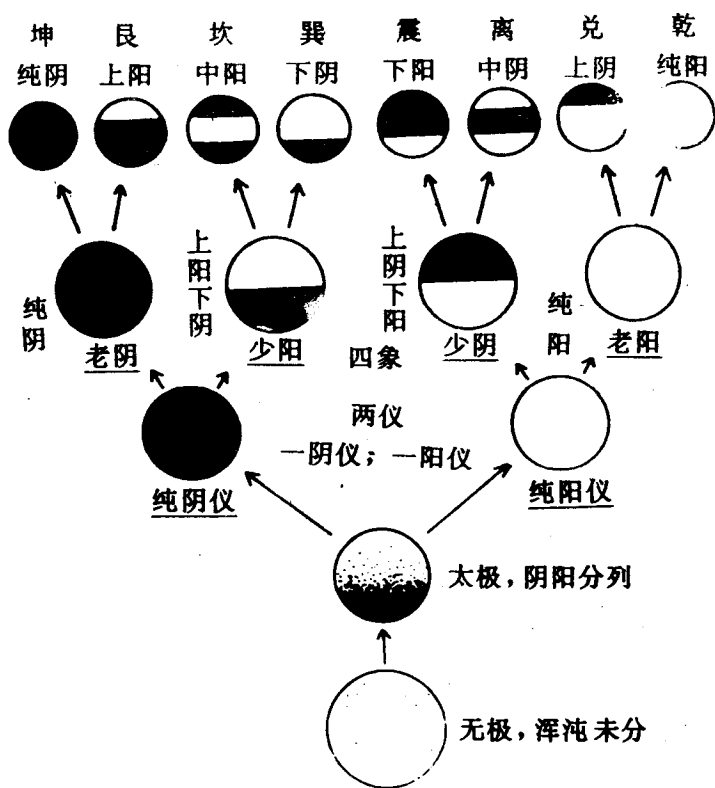 坤 艮 坎 巽 震 离 兑 乾
纯阴 上阳 中阳 下阴 下阳 中阴 上阴 纯阳
纯阴
上阳下阴
上阴下阳
纯阳
老阴 少阳 四象 少阴 老阳
两仪
一阴仪；一阳仪
纯阴仪 纯阳仪
太极，阴阳分列
无极，浑沌未分